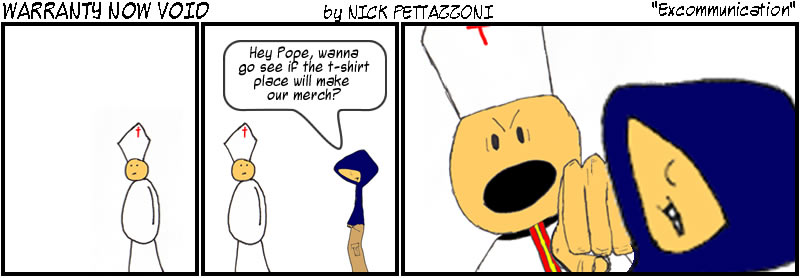 WARRANTY NOW VOID by NICK PETTAZZONI "Excommunication"
Hey Pope, wanna
go see if the t-shirt
place will make
our merch?